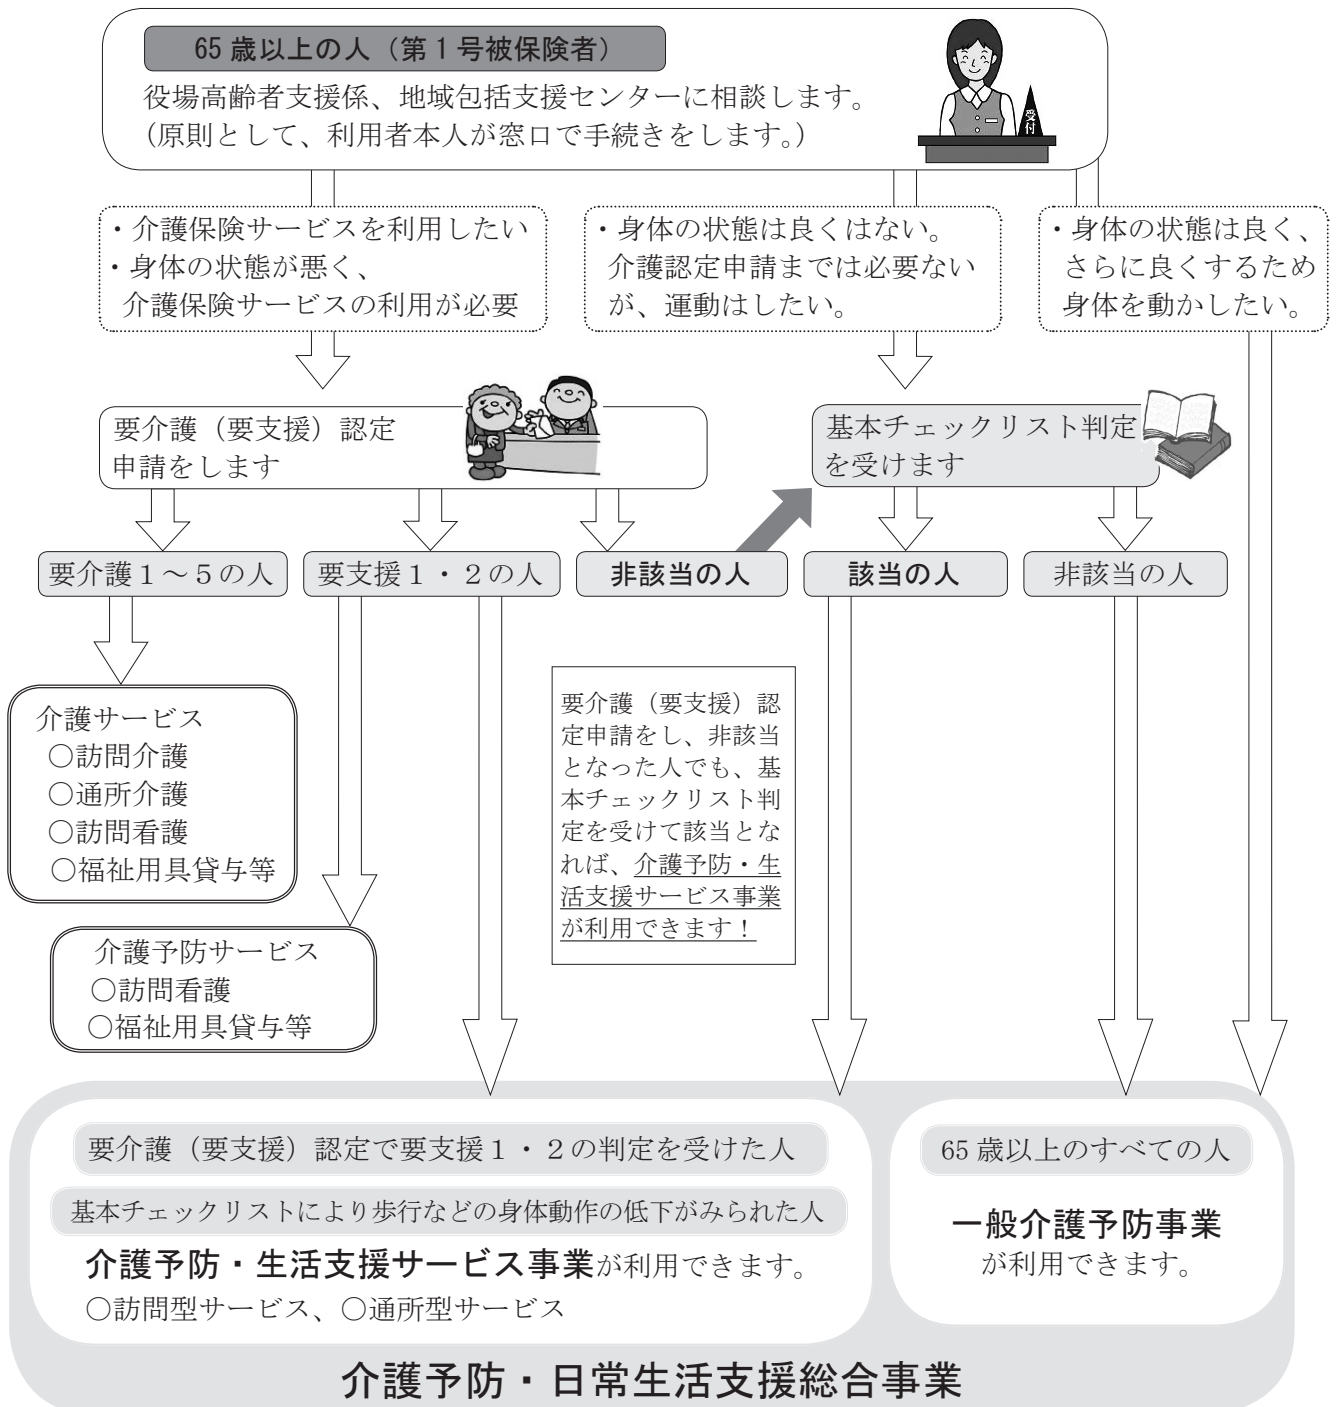 65歳以上の人（第１号被保険者）
役場高齢者支援係、地域包括支援センターに相談します。
(原則として、利用者本人が窓口で手続きをします。)
受付
・介護保険サービスを利用したい
・身体の状態が悪く、
介護保険サービスの利用が必要
・身体の状態は良くはない。
介護認定申請までは必要ない
が、運動はしたい。
・身体の状態は良く、
さらに良くするため
身体を動かしたい。
要介護（要支援）認定
申請をします
基本チェックリスト判定
を受けます
要介護１～５の人
要支援１・２の人
非該当の人
該当の人
非該当の人
介護サービス
○訪問介護
○通所介護
○訪問看護
○福祉用具貸与等
要介護（要支援）認
定申請をし、非該当
となった人でも、基
本チェックリスト判
定を受けて該当とな
れば、介護予防・生
活支援サービス事業
が利用できます！
介護予防サービス
○訪問看護
○福祉用具貸与等
要介護（要支援）認定で要支援１・２の判定を受けた人
基本チェックリストにより歩行などの身体動作の低下がみられた人
介護予防・生活支援サービス事業が利用できます。
○訪問型サービス、○通所型サービス
65歳以上のすべての人
一般介護予防事業
が利用できます。
介護予防・日常生活支援総合事業